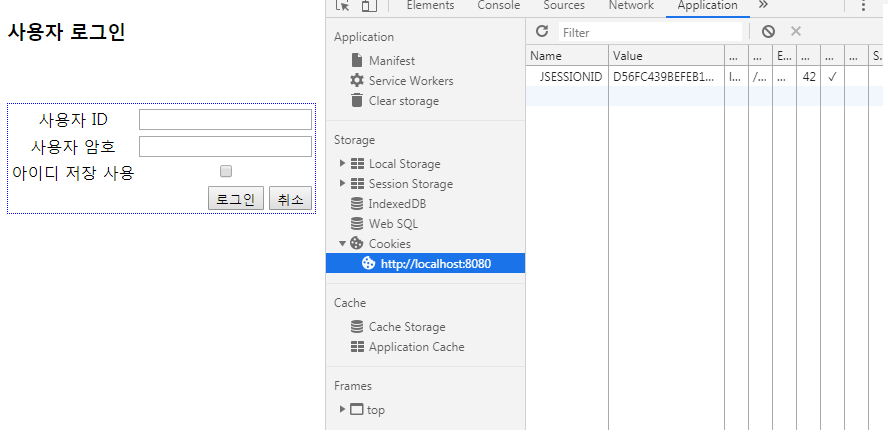 사용자 로그인
사용자 ID
사용자 암호
아이디 저장 사용
로그인 취소
Elements Console Sources Network Application »
Application
Manifest
Service Workers
Clear storage
Storage
Local Storage
Session Storage
IndexedDB
Web SQL
Cookies
http://localhost:8080
Cache
Cache Storage
Application Cache
Frames
top
Filter
Name Value ... ... E... ... ... ... S...
JSESSIONID D56FC439BEFEB1... l... /... ... 42 ✓